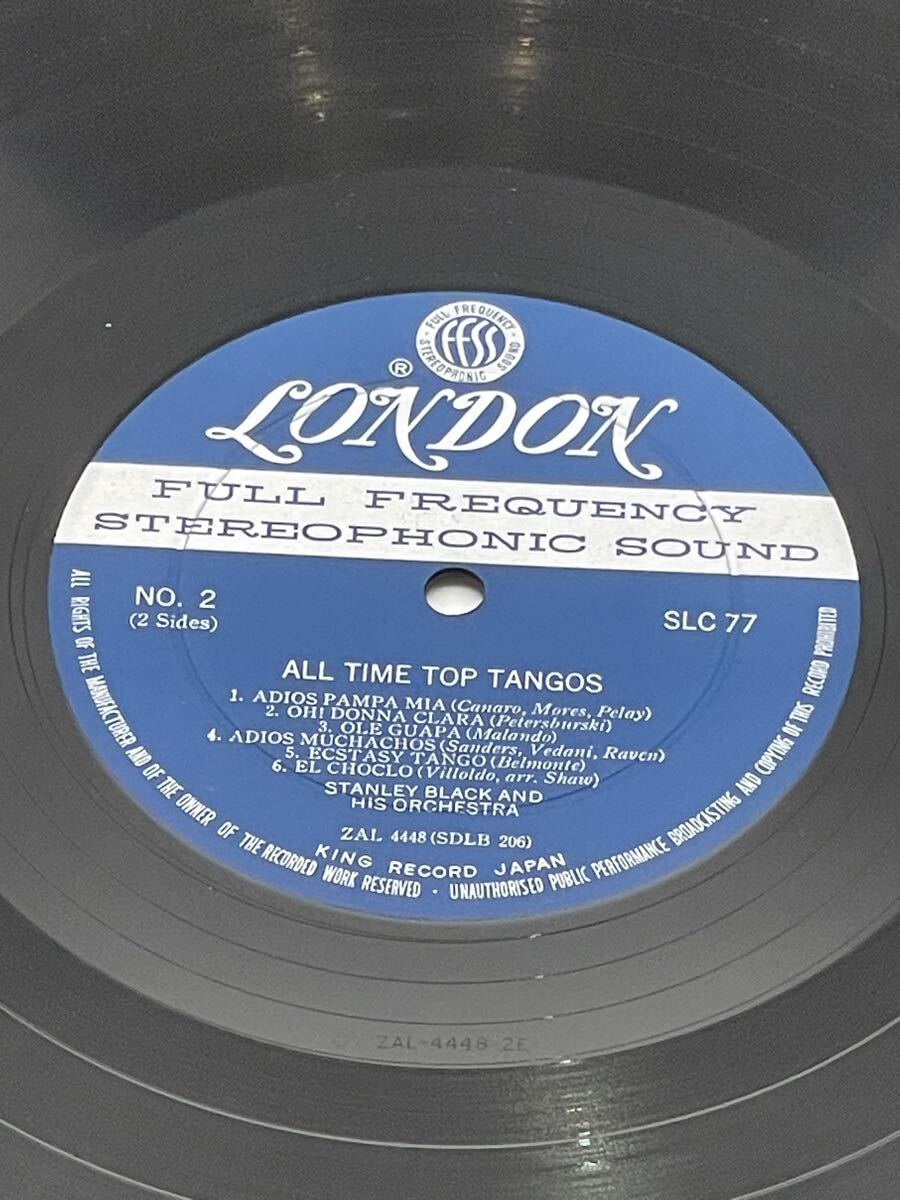 FULL FREQUENCY
FFSS
STEREOPHONIC SOUND
®
LONDON
FULL FREQUENCY
STEREOPHONIC SOUND
NO. 2
(2 Sides)
SLC 77
ALL TIME TOP TANGOS
1. ADIOS PAMPA MIA (Canaro, Mores, Pelay)
2. OH! DONNA CLARA (Petersburski)
3. OLE GUAPA (Malando)
4. ADIOS MUCHACHOS (Sanders, Vedani, Raven)
5. ECSTASY TANGO (Belmonte)
6. EL CHOCLO (Villoldo, arr. Shaw)
STANLEY BLACK AND
HIS ORCHESTRA
ZAL 4448 (SDLB 206)
KING RECORD JAPAN
ALL RIGHTS OF THE MANUFACTURER AND OF THE OWNER OF THE RECORDED WORK RESERVED · UNAUTHORISED PUBLIC PERFORMANCE BROADCASTING AND COPYING OF THIS RECORD PROHIBITED
ZAL-4448-2E